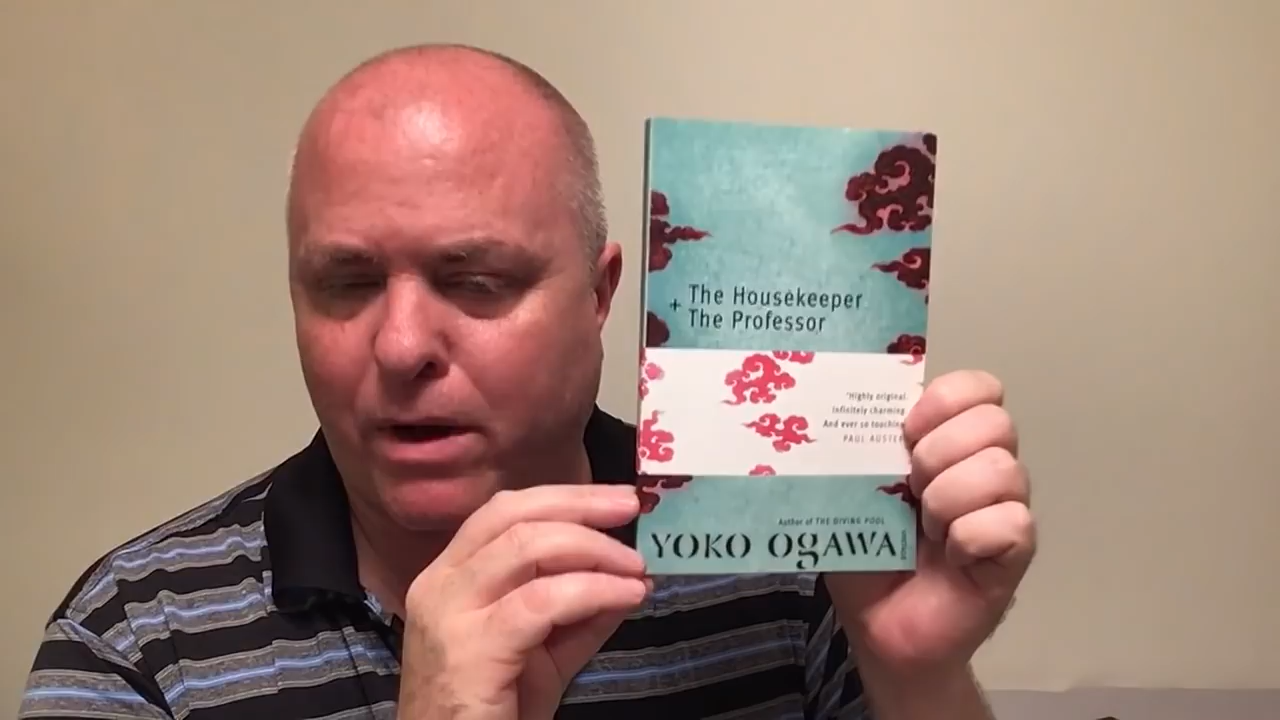 The Housekeeper
+ The Professor
"Highly original.
Infinitely charming.
And ever so touching
PAUL AUSTER
Author of THE DIVING POOL
YOKO OGAWA